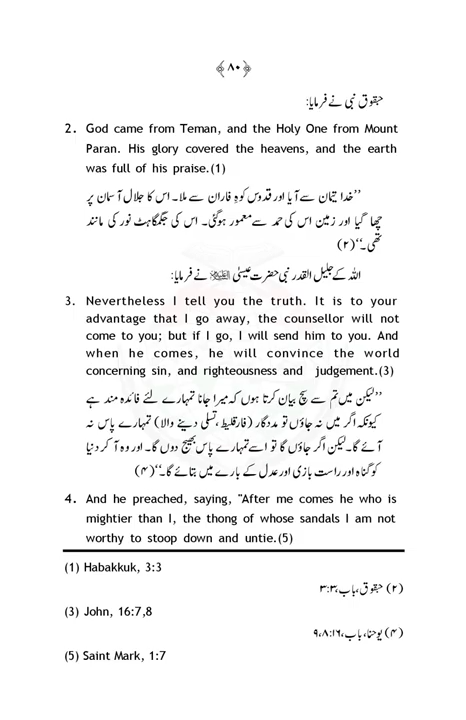 ﴿۸۰﴾
حبقوق نبی نے فرمایا:
2. God came from Teman, and the Holy One from Mount
Paran. His glory covered the heavens, and the earth
was full of his praise.(1)
’’خدا تیمان سے آیا اور قدوس کوہِ فاران سے ملا۔ اس کا جلال آسمان پر
چھا گیا اور زمین اس کی حمد سے معمور ہوگئی۔ اس کی جگمگاہٹ نور کی مانند
تھی۔‘‘(۲)
اللہ کے جلیل القدر نبی حضرت عیسیٰ علیہ السلام نے فرمایا:
3. Nevertheless I tell you the truth. It is to your
advantage that I go away, the counsellor will not
come to you; but if I go, I will send him to you. And
when he comes, he will convince the world
concerning sin, and righteousness and judgement.(3)
’’لیکن میں تم سے سچ بیان کرتا ہوں کہ میرا جانا تمہارے لئے فائدہ مند ہے
کیونکہ اگر میں نہ جاؤں تو مددگار (فارقلیط، تسلی دینے والا) تمہارے پاس نہ
آئے گا۔ لیکن اگر جاؤں گا تو اسے تمہارے پاس بھیج دوں گا۔ اور وہ آ کر دنیا
کو گناہ اور راست بازی اور عدل کے بارے میں بتائے گا۔‘‘(۴)
4. And he preached, saying, "After me comes he who is
mightier than I, the thong of whose sandals I am not
worthy to stoop down and untie.(5)
(1) Habakkuk, 3:3
(۲) حبقوق، باب،۳:۳
(3) John, 16:7,8
(۴) یوحنا، باب،۱۶:۸،۹
(5) Saint Mark, 1:7